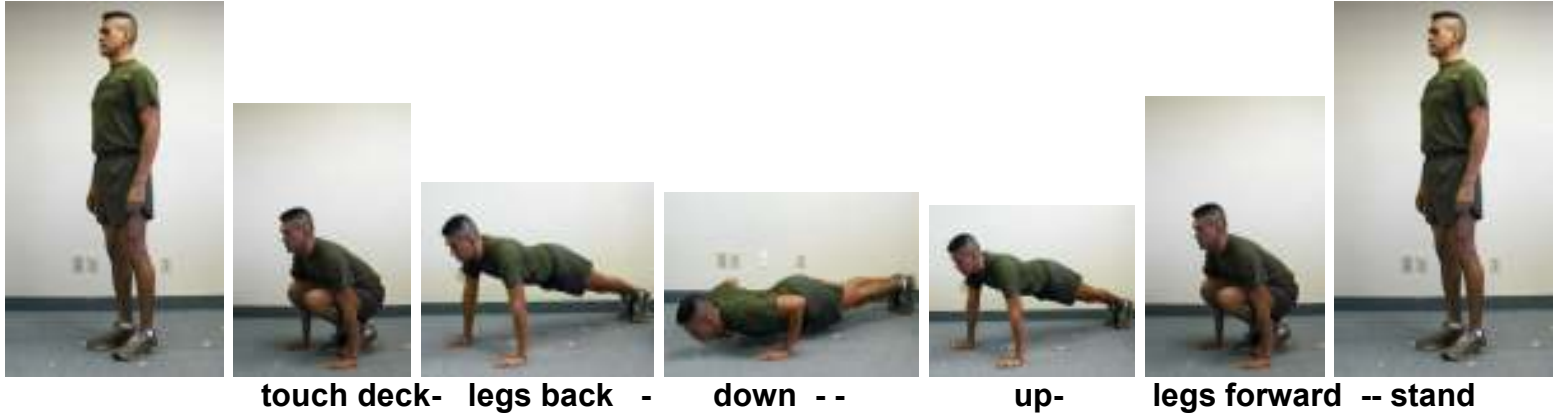 touch deck- legs back - down - - up- legs forward -- stand